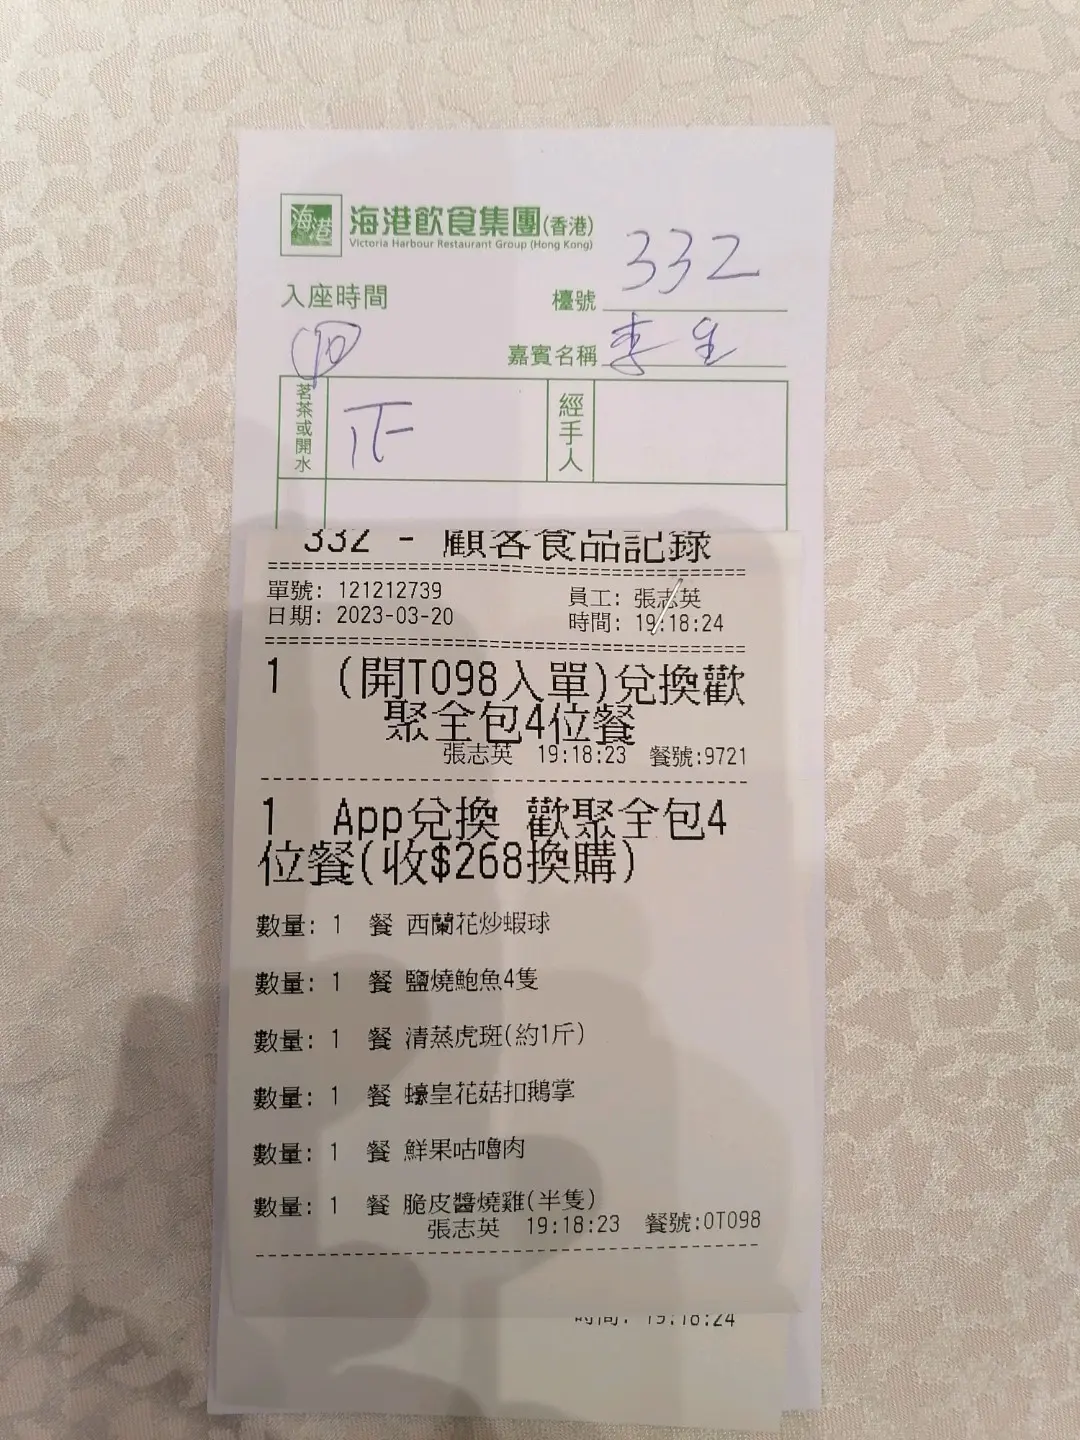 海港
海港飲食集團(香港)
Victoria Harbour Restaurant Group (Hong Kong)
332
入座時間
檯號
嘉賓名稱 李生
茗茶或開水
經手人
332 - 顧客食品記錄
單號: 121212739
員工: 張志英
日期: 2023-03-20
時間: 19:18:24
1 (開T098入單)兌換歡
聚全包4位餐
張志英 19:18:23 餐號:9721
1 App兌換 歡聚全包4
位餐(收$268換購)
數量: 1 餐 西蘭花炒蝦球
數量: 1 餐 鹽燒鮑魚4隻
數量: 1 餐 清蒸虎斑(約1斤)
數量: 1 餐 蠔皇花菇扣鵝掌
數量: 1 餐 鮮果咕嚕肉
數量: 1 餐 脆皮醬燒雞(半隻)
張志英 19:18:23 餐號:0T098
時間: 19:18:24